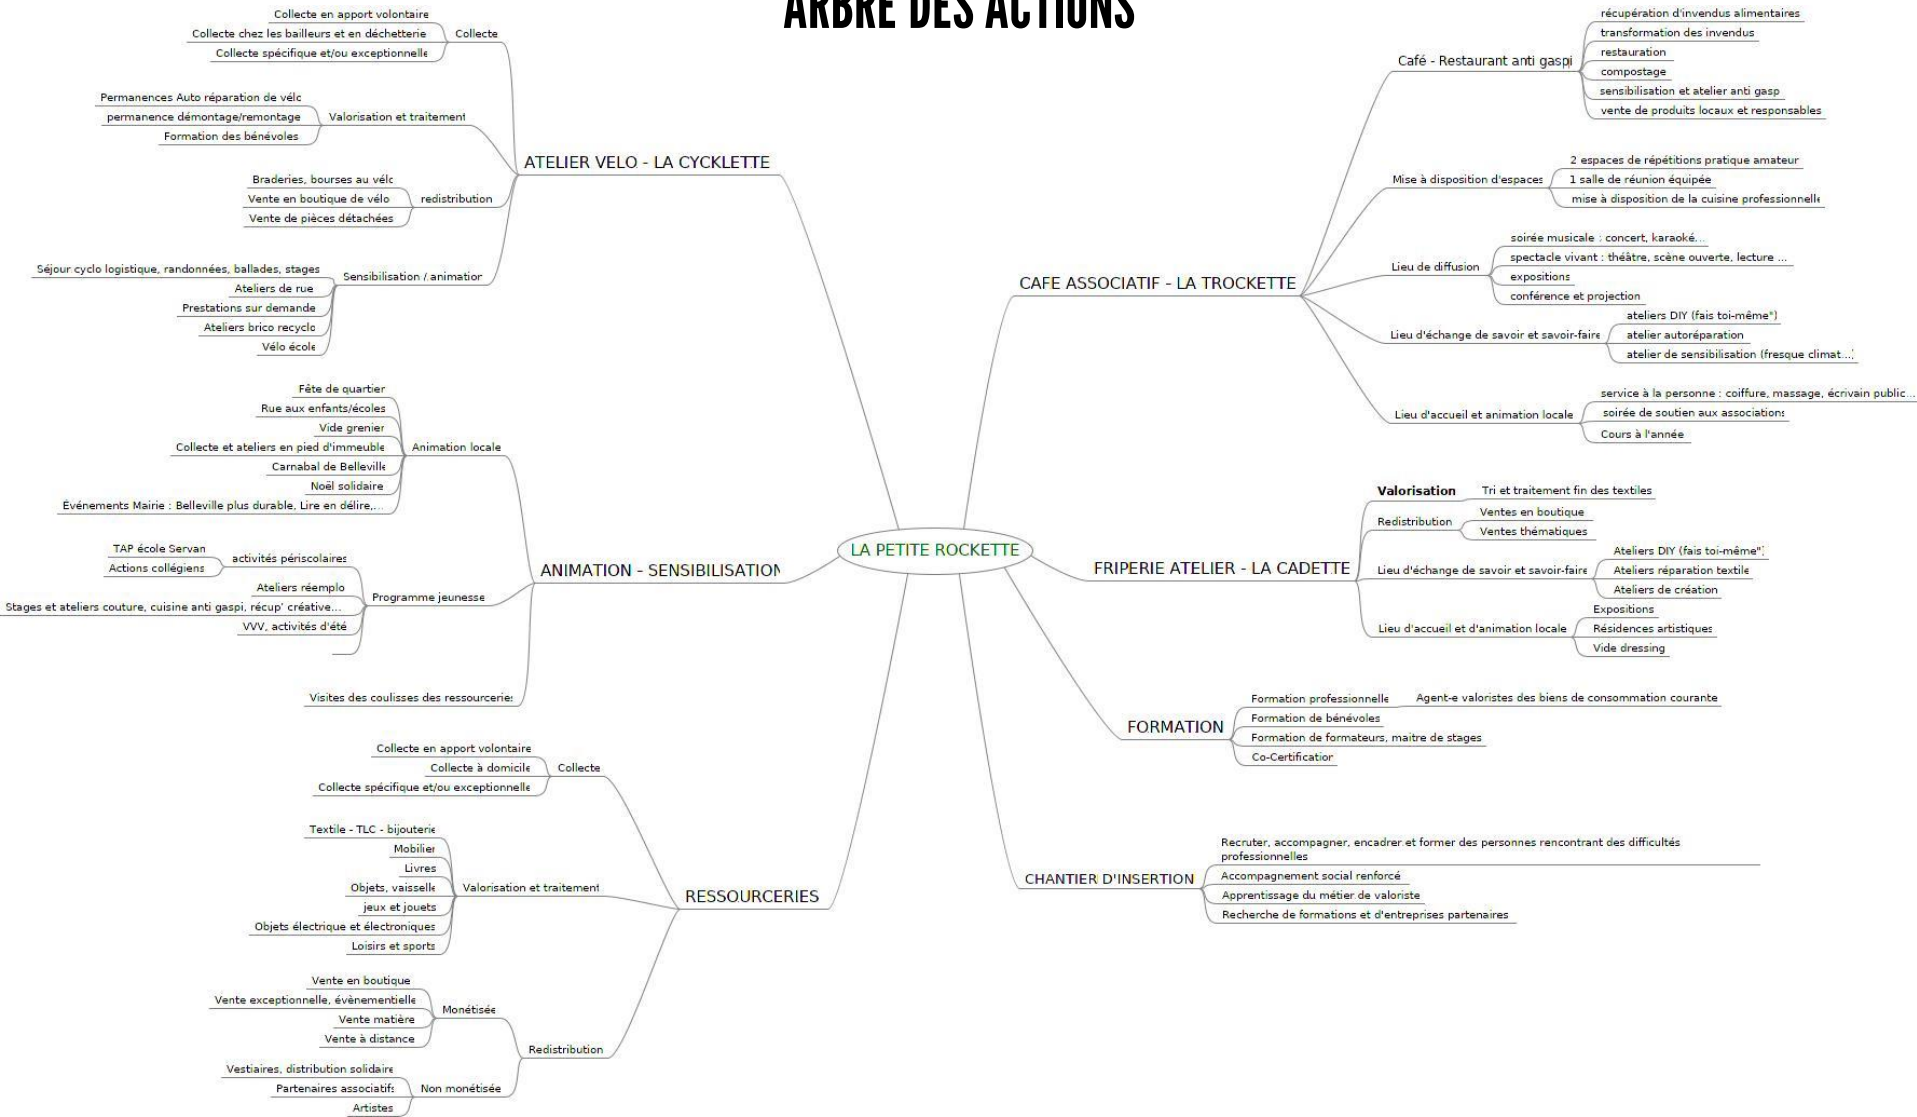 ARBRE DES ACTIONS
LA PETITE ROCKETTE
ATELIER VELO - LA CYCKLETTE
Collecte
Collecte en apport volontaire
Collecte chez les bailleurs et en déchetterie
Collecte spécifique et/ou exceptionnelle
Valorisation et traitement
Permanences Auto réparation de vélo
permanence démontage/remontage
Formation des bénévoles
redistribution
Braderies, bourses au vélo
Vente en boutique de vélo
Vente de pièces détachées
Sensibilisation / animation
Séjour cyclo logistique, randonnées, ballades, stages
Ateliers de rue
Prestations sur demande
Ateliers brico recyclo
Vélo école
ANIMATION - SENSIBILISATION
Animation locale
Fête de quartier
Rue aux enfants/écoles
Vide grenier
Collecte et ateliers en pied d'immeuble
Carnabal de Belleville
Noël solidaire
Événements Mairie : Belleville plus durable, Lire en délire,...
Programme jeunesse
activités périscolaires
TAP école Servan
Actions collégiens
Ateliers réemploi
Stages et ateliers couture, cuisine anti gaspi, récup' créative...
VVV, activités d'été
Visites des coulisses des ressourceries
RESSOURCERIES
Collecte
Collecte en apport volontaire
Collecte à domicile
Collecte spécifique et/ou exceptionnelle
Valorisation et traitement
Textile - TLC - bijouterie
Mobilier
Livres
Objets, vaisselle
jeux et jouets
Objets électrique et électroniques
Loisirs et sports
Redistribution
Monétisée
Vente en boutique
Vente exceptionnelle, évènementielle
Vente matière
Vente à distance
Non monétisée
Vestiaires, distribution solidaire
Partenaires associatifs
Artistes
CAFE ASSOCIATIF - LA TROCKETTE
Café - Restaurant anti gaspi
récupération d'invendus alimentaires
transformation des invendus
restauration
compostage
sensibilisation et atelier anti gasp
vente de produits locaux et responsables
Mise à disposition d'espaces
2 espaces de répétitions pratique amateur
1 salle de réunion équipée
mise à disposition de la cuisine professionnelle
Lieu de diffusion
soirée musicale : concert, karaoké...
spectacle vivant : théâtre, scène ouverte, lecture ...
expositions
conférence et projection
Lieu d'échange de savoir et savoir-faire
ateliers DIY (fais toi-même")
atelier autoréparation
atelier de sensibilisation (fresque climat...)
Lieu d'accueil et animation locale
service à la personne : coiffure, massage, écrivain public...
soirée de soutien aux associations
Cours à l'année
FRIPERIE ATELIER - LA CADETTE
Valorisation
Tri et traitement fin des textiles
Redistribution
Ventes en boutique
Ventes thématiques
Lieu d'échange de savoir et savoir-faire
Ateliers DIY (fais toi-même")
Ateliers réparation textile
Ateliers de création
Lieu d'accueil et d'animation locale
Expositions
Résidences artistiques
Vide dressing
FORMATION
Formation professionnelle
Agent-e valoristes des biens de consommation courante
Formation de bénévoles
Formation de formateurs, maitre de stages
Co-Certification
CHANTIER D'INSERTION
Recruter, accompagner, encadrer et former des personnes rencontrant des difficultés
professionnelles
Accompagnement social renforcé
Apprentissage du métier de valoriste
Recherche de formations et d'entreprises partenaires